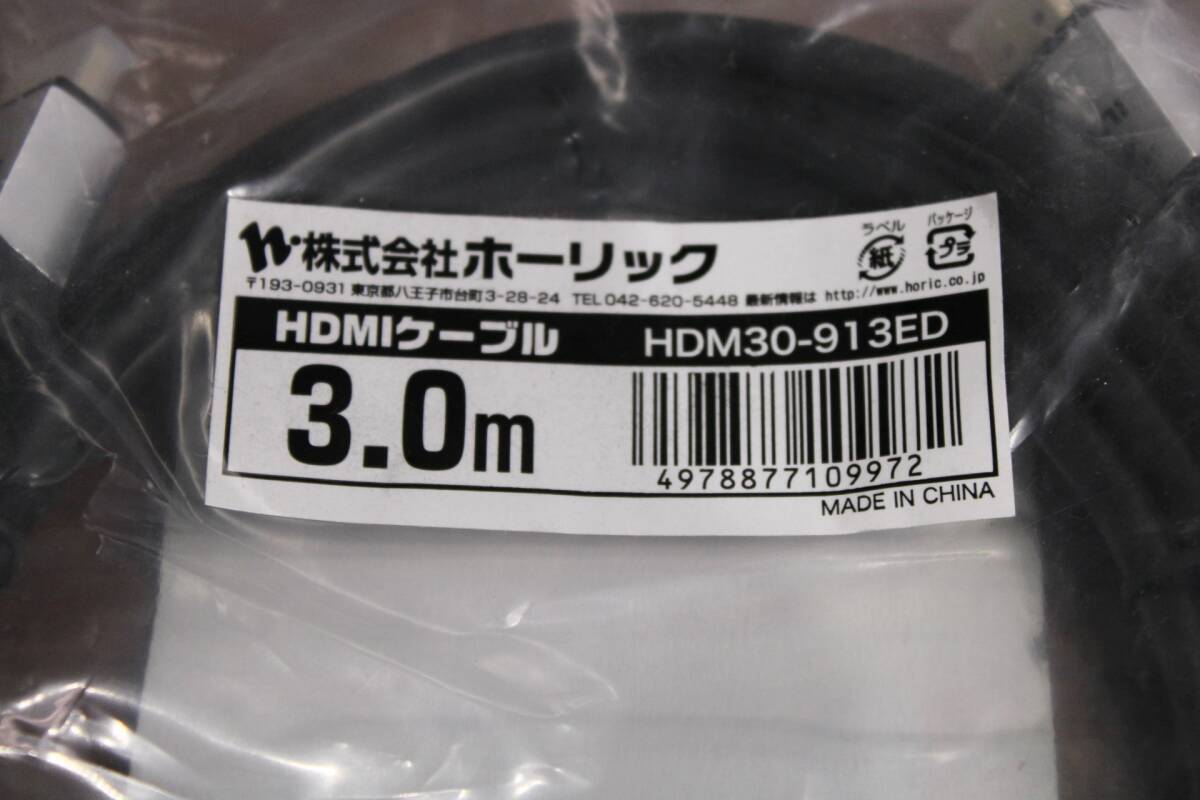 株式会社ホーリック
ラベル
紙
パッケージ
プラ
〒193-0931 東京都八王子市台町3-28-24 TEL 042-620-5448 最新情報は http://www.horic.co.jp
HDMIケーブル HDM30-913ED
3.0m
4978877109972
MADE IN CHINA